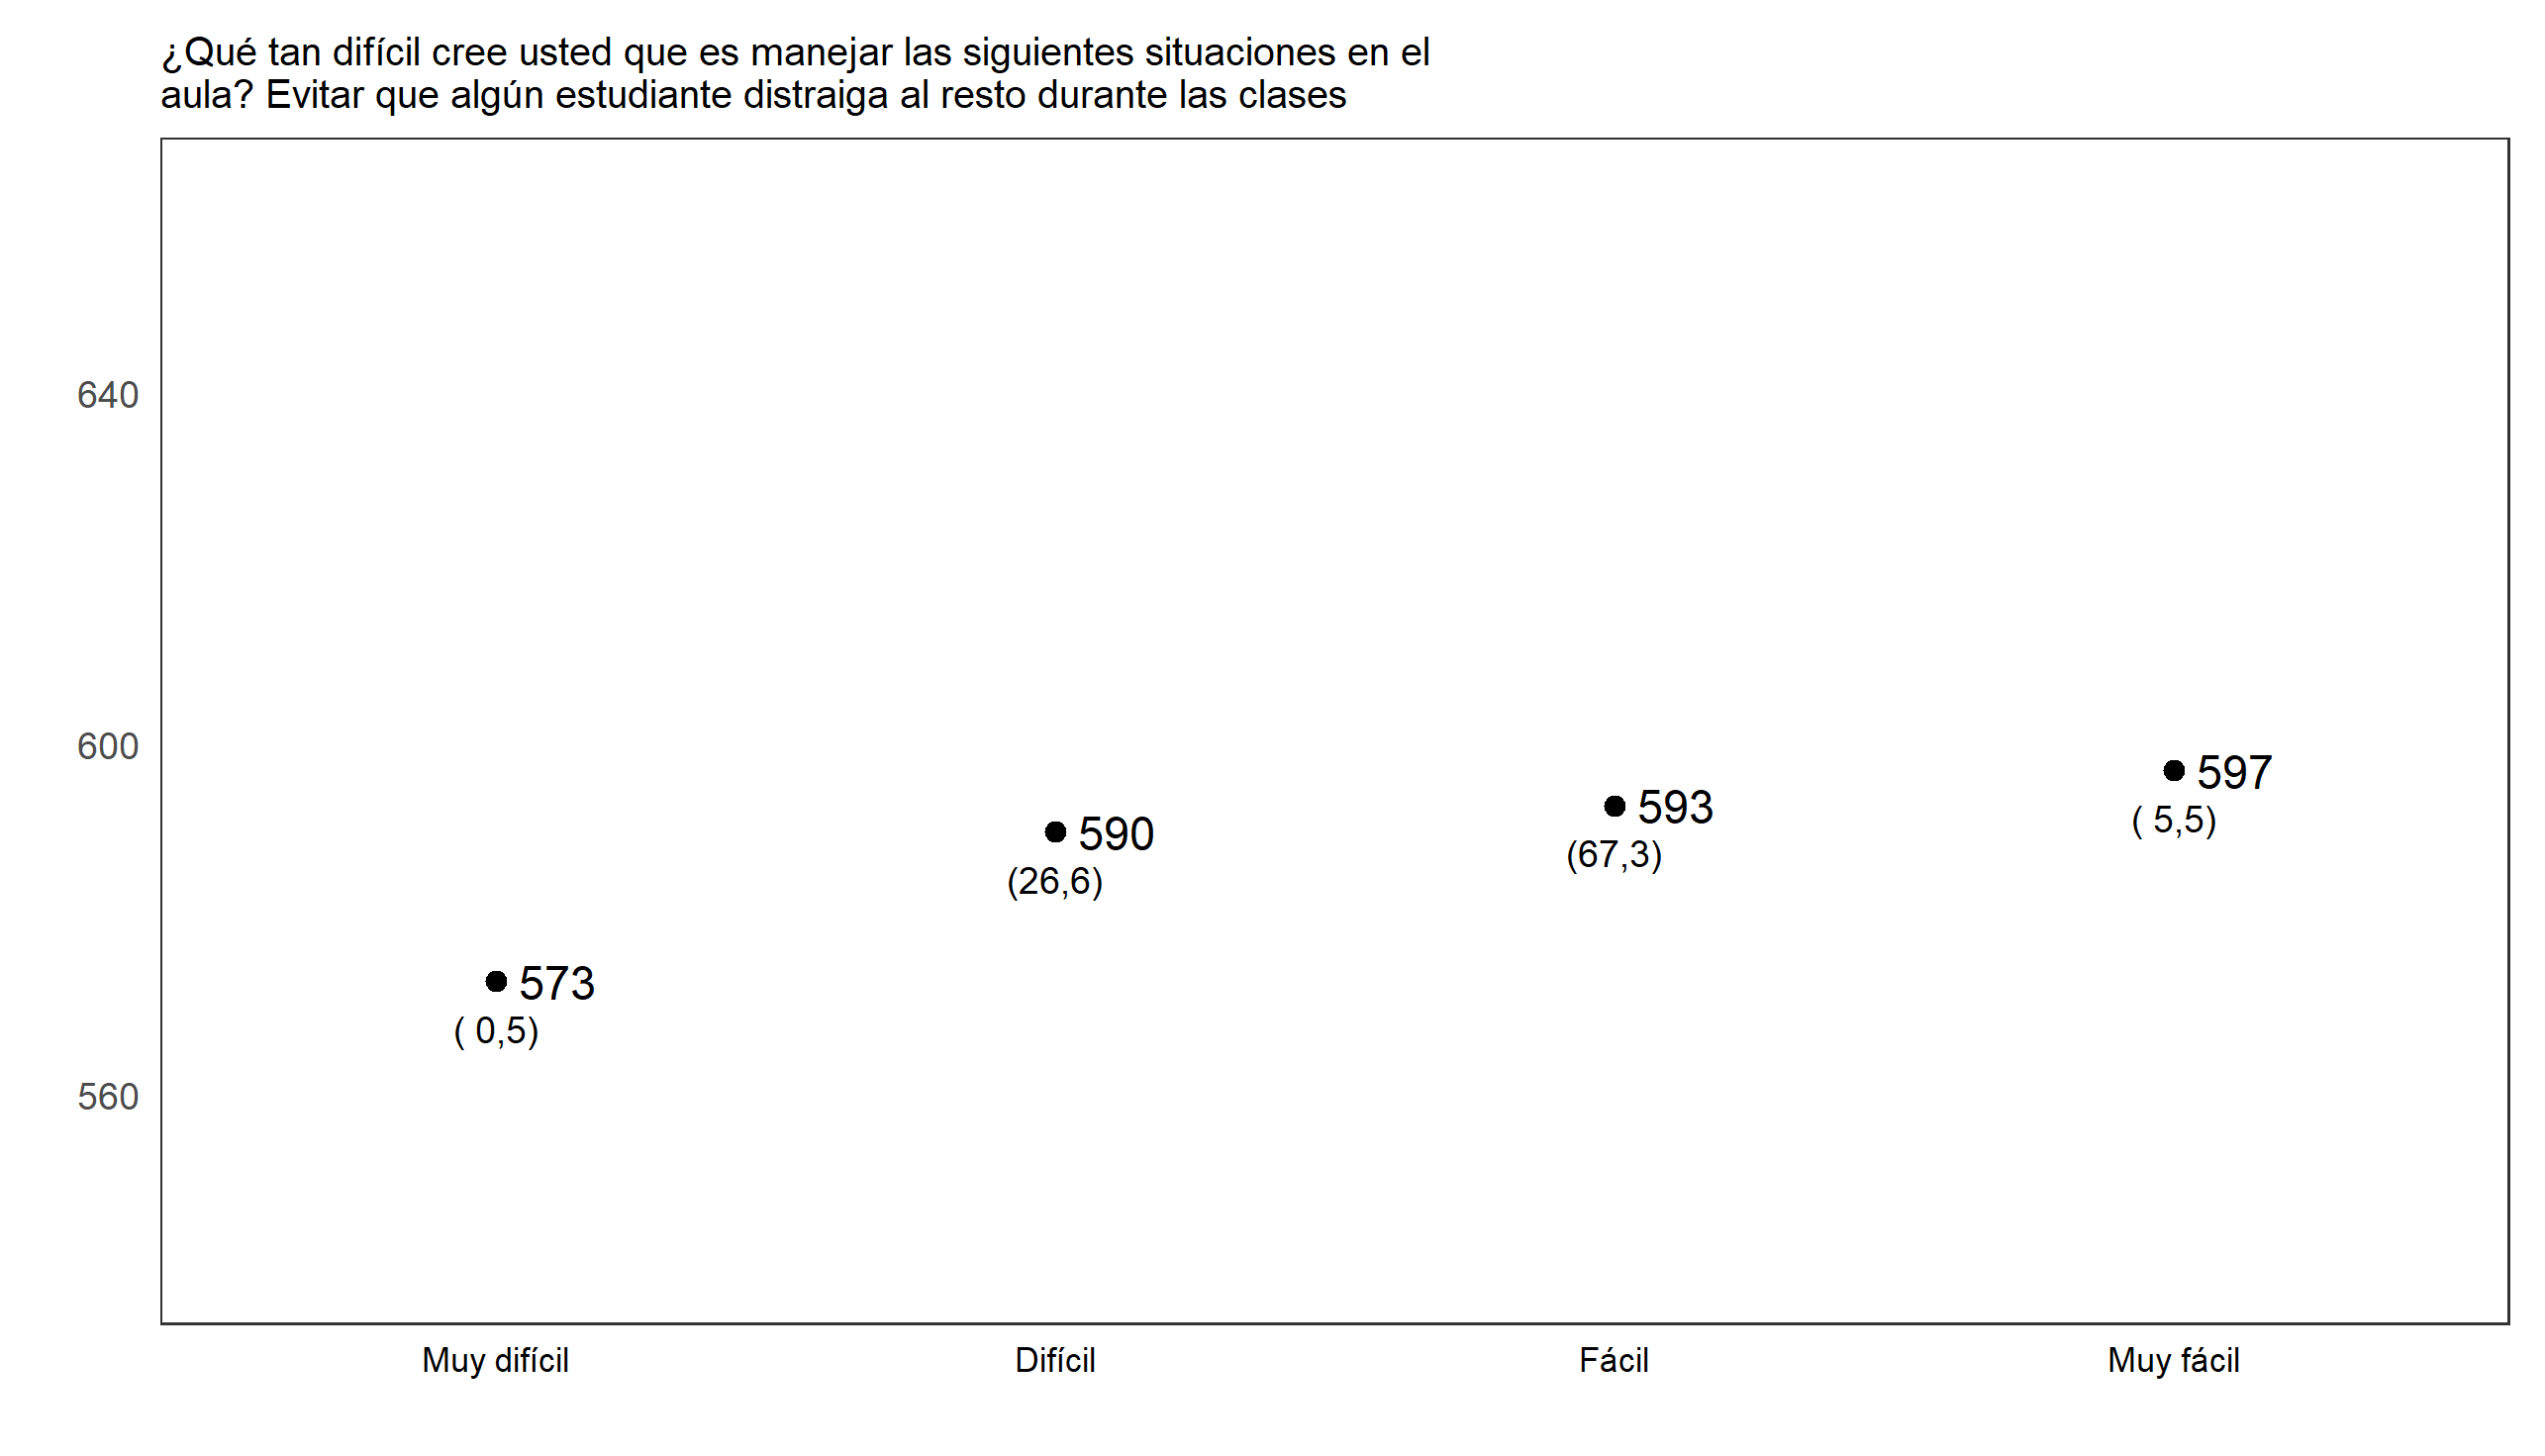 ¿Qué tan difícil cree usted que es manejar las siguientes situaciones en el
aula? Evitar que algún estudiante distraiga al resto durante las clases
640
600
560
573
( 0,5)
590
(26,6)
593
(67,3)
597
( 5,5)
Muy difícil
Difícil
Fácil
Muy fácil